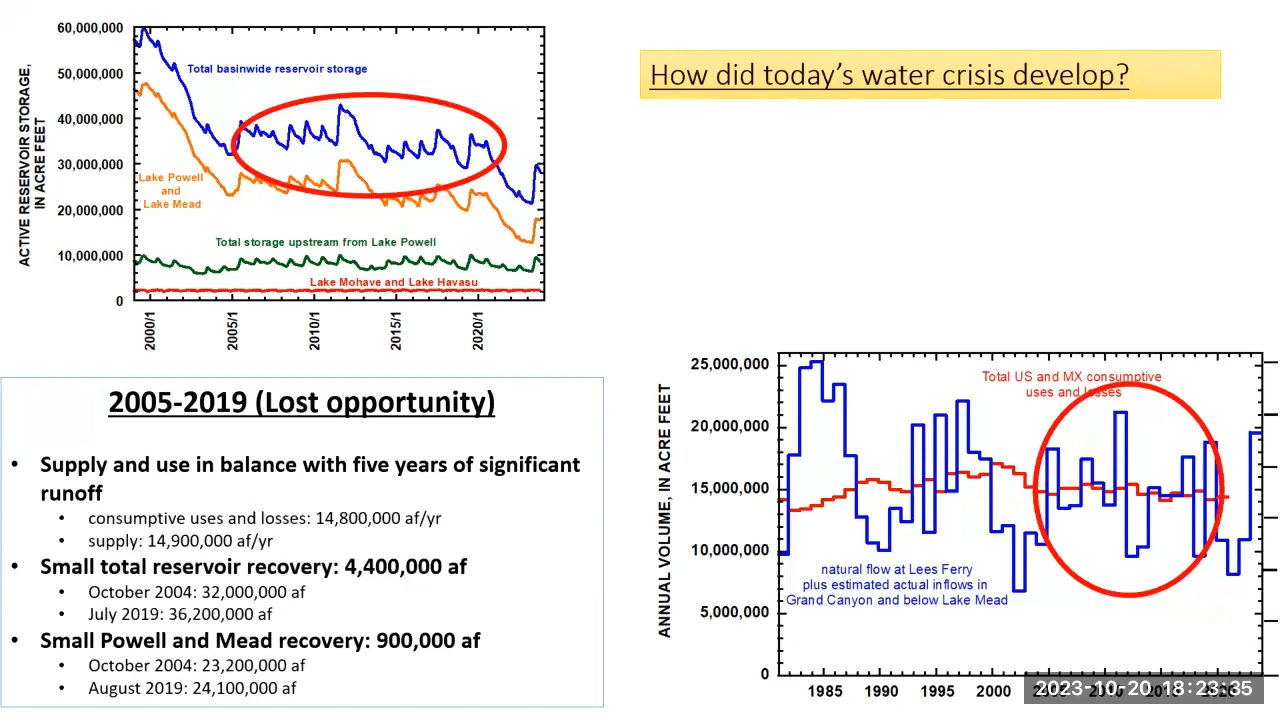 How did today's water crisis develop?
60,000,000
50,000,000
40,000,000
30,000,000
20,000,000
10,000,000
0
ACTIVE RESERVOIR STORAGE,
IN ACRE FEET
Total basinwide reservoir storage
Lake Powell
and
Lake Mead
Total storage upstream from Lake Powell
Lake Mohave and Lake Havasu
2000/1
2005/1
2010/1
2015/1
2020/1
2005-2019 (Lost opportunity)
• Supply and use in balance with five years of significant
runoff
• consumptive uses and losses: 14,800,000 af/yr
• supply: 14,900,000 af/yr
• Small total reservoir recovery: 4,400,000 af
• October 2004: 32,000,000 af
• July 2019: 36,200,000 af
• Small Powell and Mead recovery: 900,000 af
• October 2004: 23,200,000 af
• August 2019: 24,100,000 af
25,000,000
20,000,000
15,000,000
10,000,000
5,000,000
0
ANNUAL VOLUME, IN ACRE FEET
Total US and MX consumptive
uses and losses
natural flow at Lees Ferry
plus estimated actual inflows in
Grand Canyon and below Lake Mead
1985 1990 1995 2000 2005 2010 2015 2020
2023-10-20 18:23:35